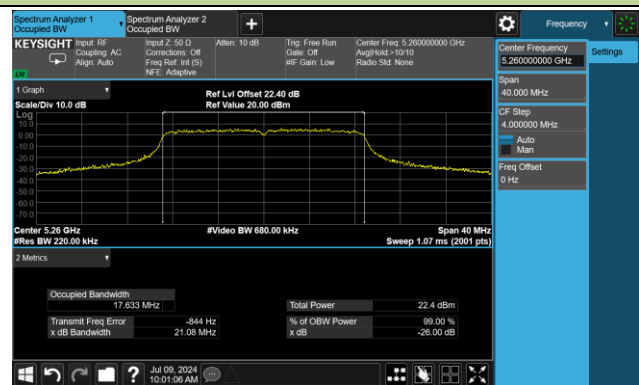 Spectrum Analyzer 1
Occupied BW
Spectrum Analyzer 2
Occupied BW
+
Frequency
KEYSIGHT
Input: RF
Coupling: AC
Align: Auto
Input Z: 50 Ω
Corrections: Off
Freq Ref: Int (S)
NFE: Adaptive
Atten: 10 dB
Trig: Free Run
Gate: Off
#IF Gain: Low
Center Freq: 5.260000000 GHz
Avg|Hold:>10/10
Radio Std: None
Center Frequency
5.260000000 GHz
Settings
Span
40.000 MHz
CF Step
4.000000 MHz
Auto
Man
Freq Offset
0 Hz
1 Graph
Scale/Div 10.0 dB
Ref Lvl Offset 22.40 dB
Ref Value 20.00 dBm
Log
10.0
0.00
-10.0
-20.0
-30.0
-40.0
-50.0
-60.0
-70.0
Center 5.26 GHz
#Video BW 680.00 kHz
Span 40 MHz
#Res BW 220.00 kHz
Sweep 1.07 ms (2001 pts)
2 Metrics
Occupied Bandwidth
17.633 MHz
Total Power
22.4 dBm
Transmit Freq Error
-844 Hz
% of OBW Power
99.00 %
x dB Bandwidth
21.08 MHz
x dB
-26.00 dB
?
Jul 09, 2024
10:01:06 AM